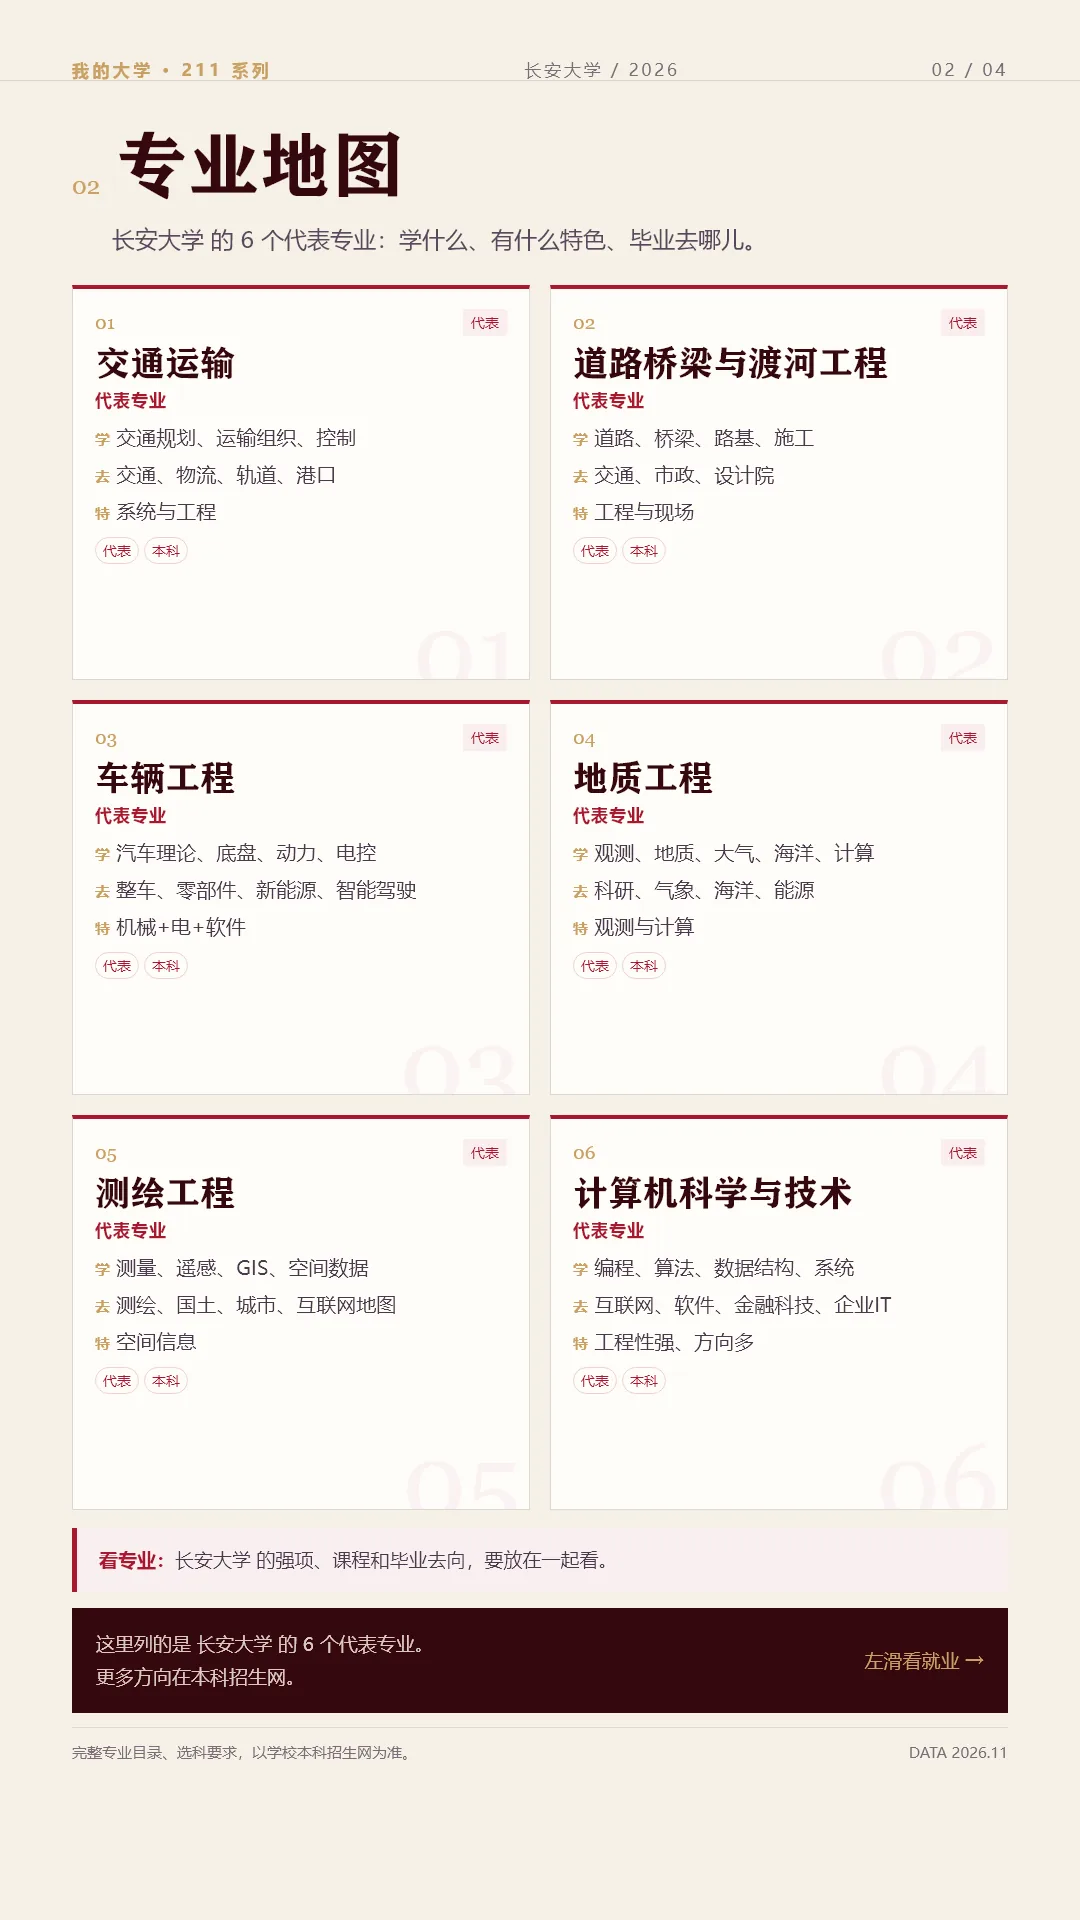 我的大学 • 211 系列
长安大学 / 2026
02 / 04
02 专业地图
长安大学 的 6 个代表专业：学什么、有什么特色、毕业去哪儿。
01 代表
交通运输
代表专业
学 交通规划、运输组织、控制
去 交通、物流、轨道、港口
特 系统与工程
代表 本科
01
02 代表
道路桥梁与渡河工程
代表专业
学 道路、桥梁、路基、施工
去 交通、市政、设计院
特 工程与现场
代表 本科
02
03 代表
车辆工程
代表专业
学 汽车理论、底盘、动力、电控
去 整车、零部件、新能源、智能驾驶
特 机械+电+软件
代表 本科
03
04 代表
地质工程
代表专业
学 观测、地质、大气、海洋、计算
去 科研、气象、海洋、能源
特 观测与计算
代表 本科
04
05 代表
测绘工程
代表专业
学 测量、遥感、GIS、空间数据
去 测绘、国土、城市、互联网地图
特 空间信息
代表 本科
05
06 代表
计算机科学与技术
代表专业
学 编程、算法、数据结构、系统
去 互联网、软件、金融科技、企业IT
特 工程性强、方向多
代表 本科
06
看专业：长安大学 的强项、课程和毕业去向，要放在一起看。
这里列的是 长安大学 的 6 个代表专业。
更多方向在本科招生网。
左滑看就业 →
完整专业目录、选科要求，以学校本科招生网为准。
DATA 2026.11